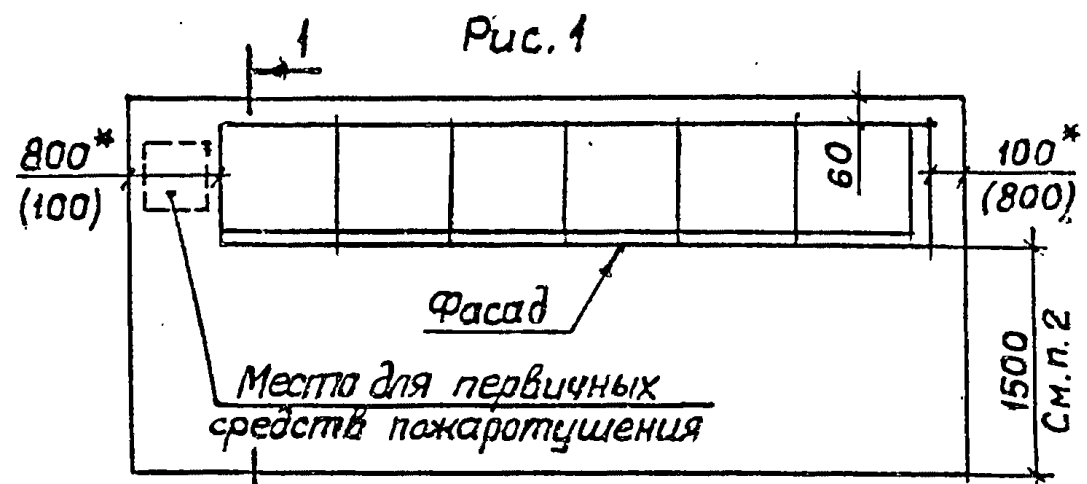 Рис. 1
1
800*
(100)
60
100*
(800)
Фасад
1500
См. п. 2
Место для первичных
средств пожаротушения